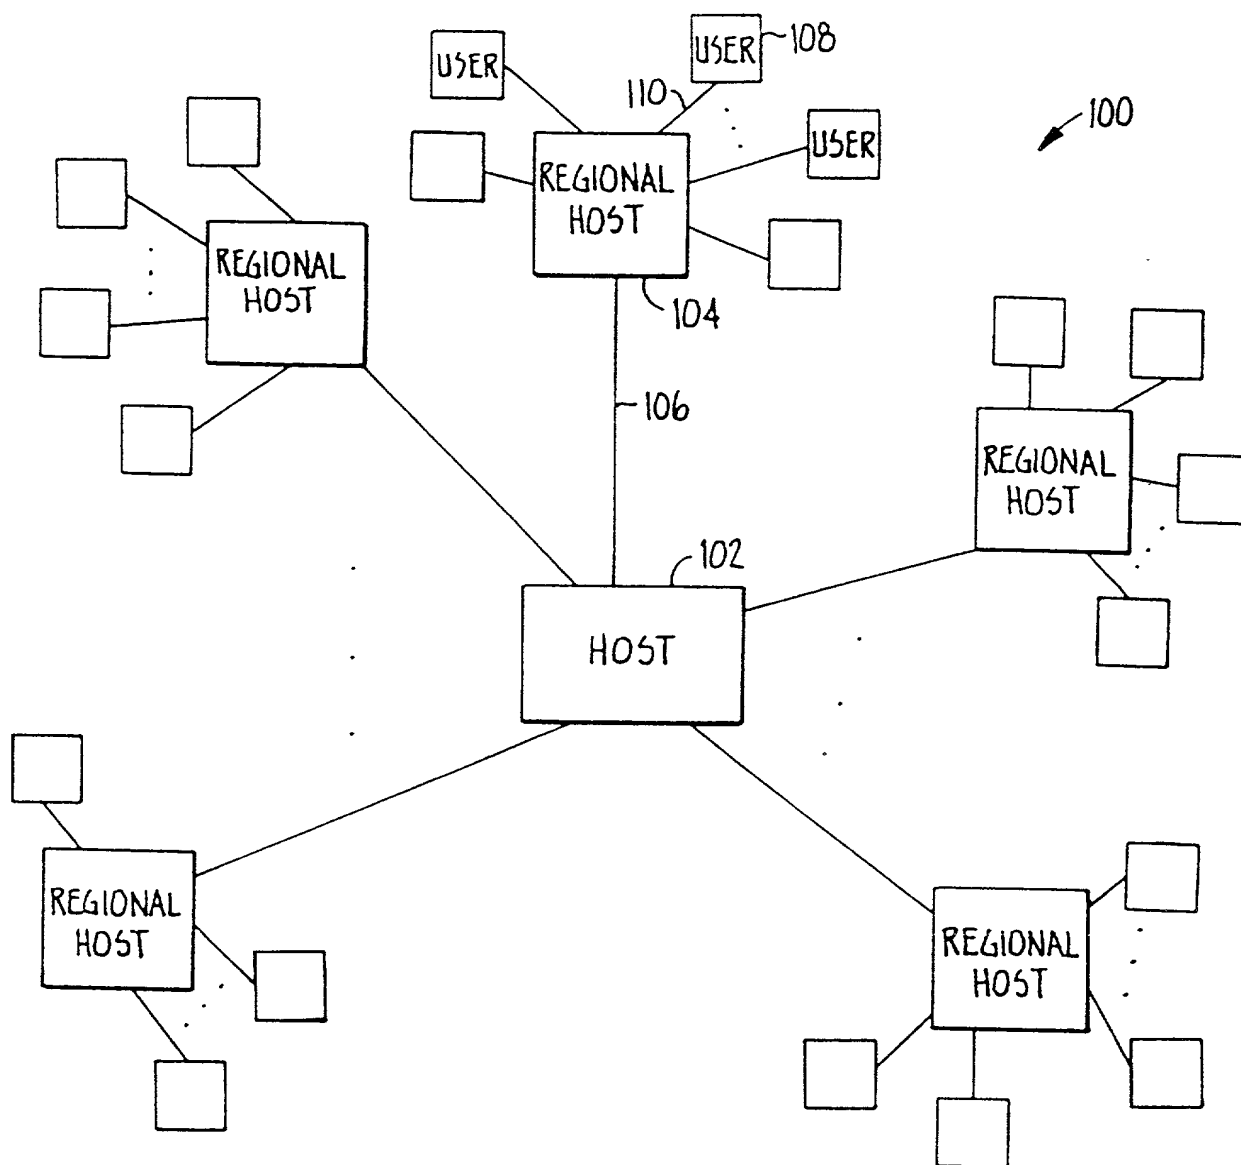 USER
USER
108
110
USER
100
REGIONAL
HOST
104
REGIONAL
HOST
106
REGIONAL
HOST
102
HOST
REGIONAL
HOST
REGIONAL
HOST